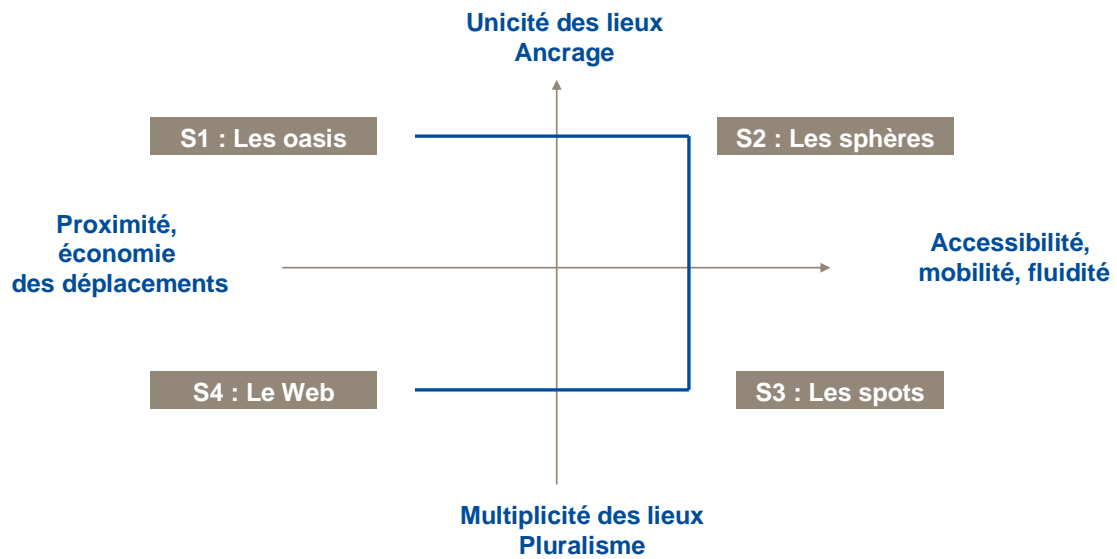 Unicité des lieux
Ancrage
S1 : Les oasis
S2 : Les sphères
Proximité,
économie
des déplacements
Accessibilité,
mobilité, fluidité
S4 : Le Web
S3 : Les spots
Multiplicité des lieux
Pluralisme